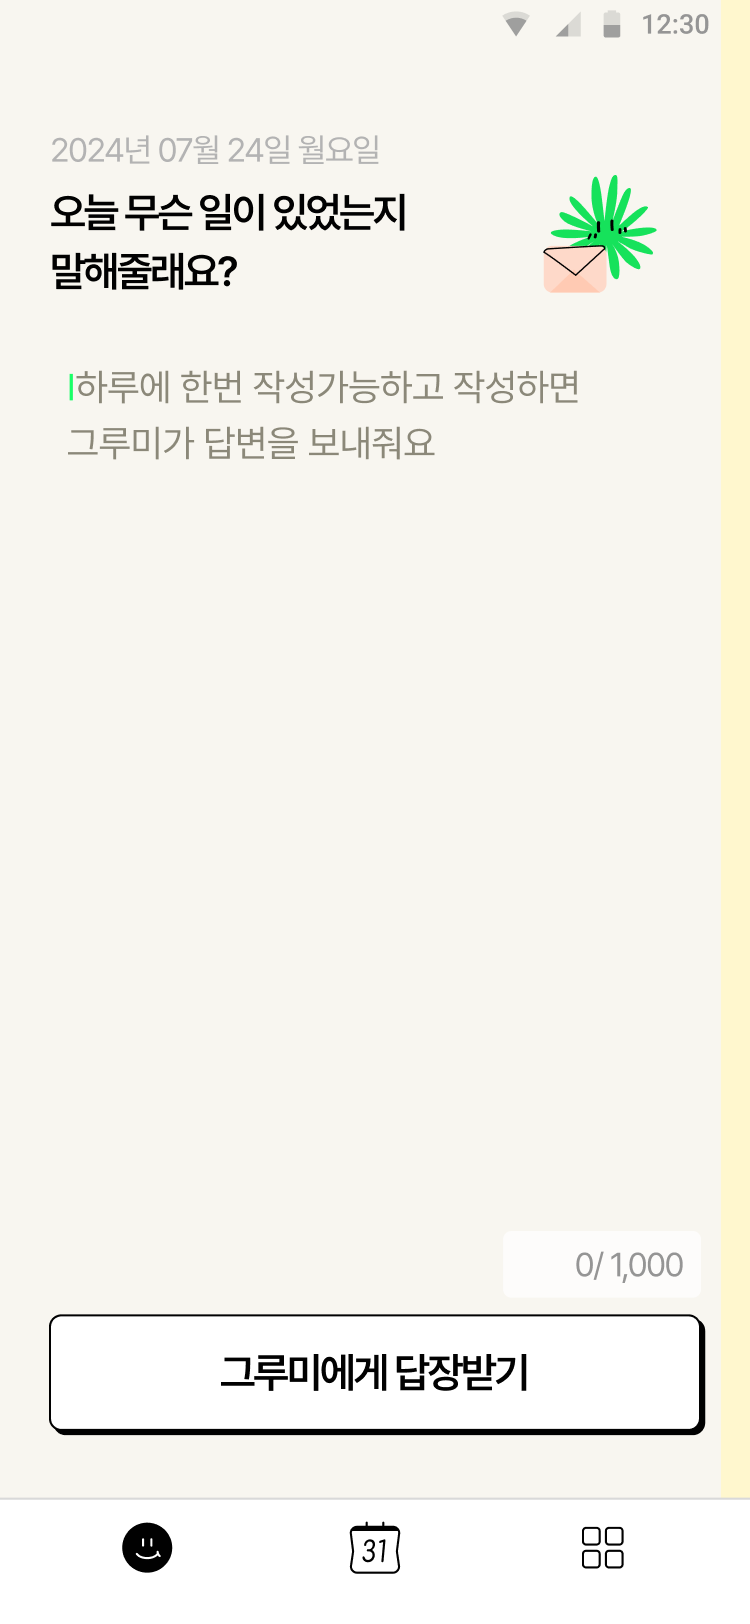 12:30
2024년 07월 24일 월요일
오늘 무슨 일이 있었는지
말해줄래요?
하루에 한번 작성가능하고 작성하면
그루미가 답변을 보내줘요
0/ 1,000
그루미에게 답장받기
31